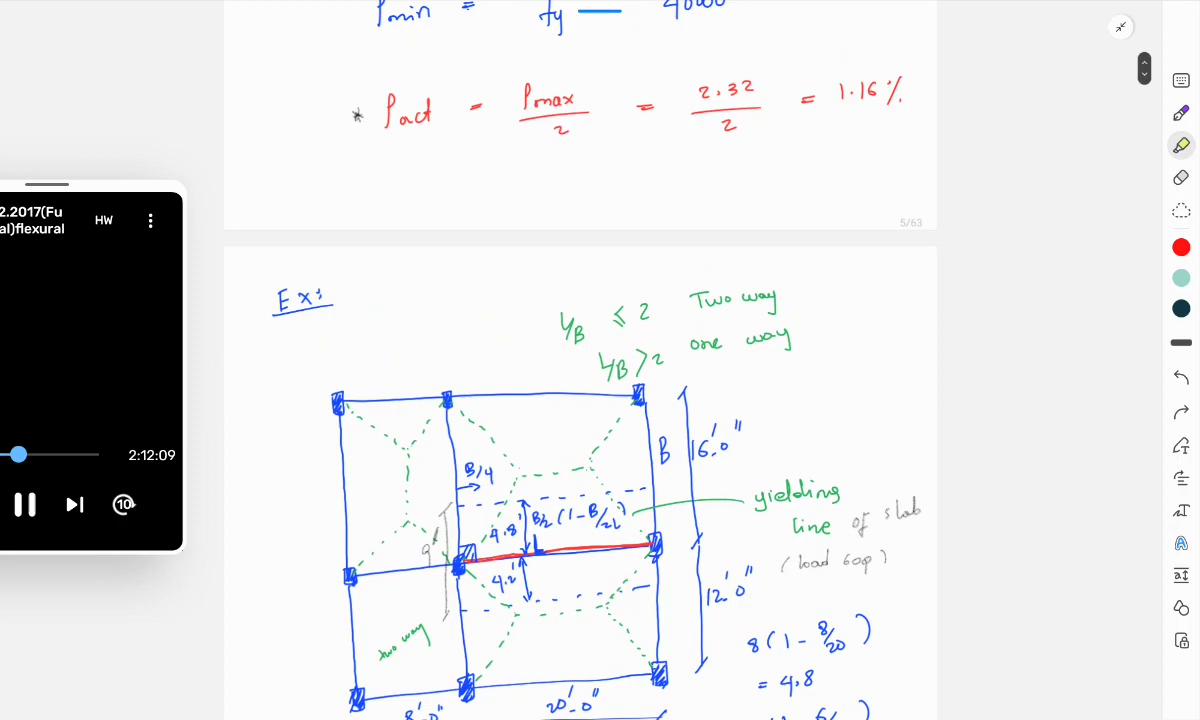 ρmin = fy 40000
* ρact = ρmax / 2 = 2.32 / 2 = 1.16%
5/63
2.2017(Fu
al)flexural
HW
2:12:09
10
Ex:
L/B ≤ 2 Two way
L/B > 2 one way
B/4
B
16'-0"
4.8'
B/2 (1 - B/2L)
yielding
line of slab
(load
9'
L
4.2'
12'-0"
two way
8 (1 - 8/20)
= 4.8
8'-0"
20'-0"
6/